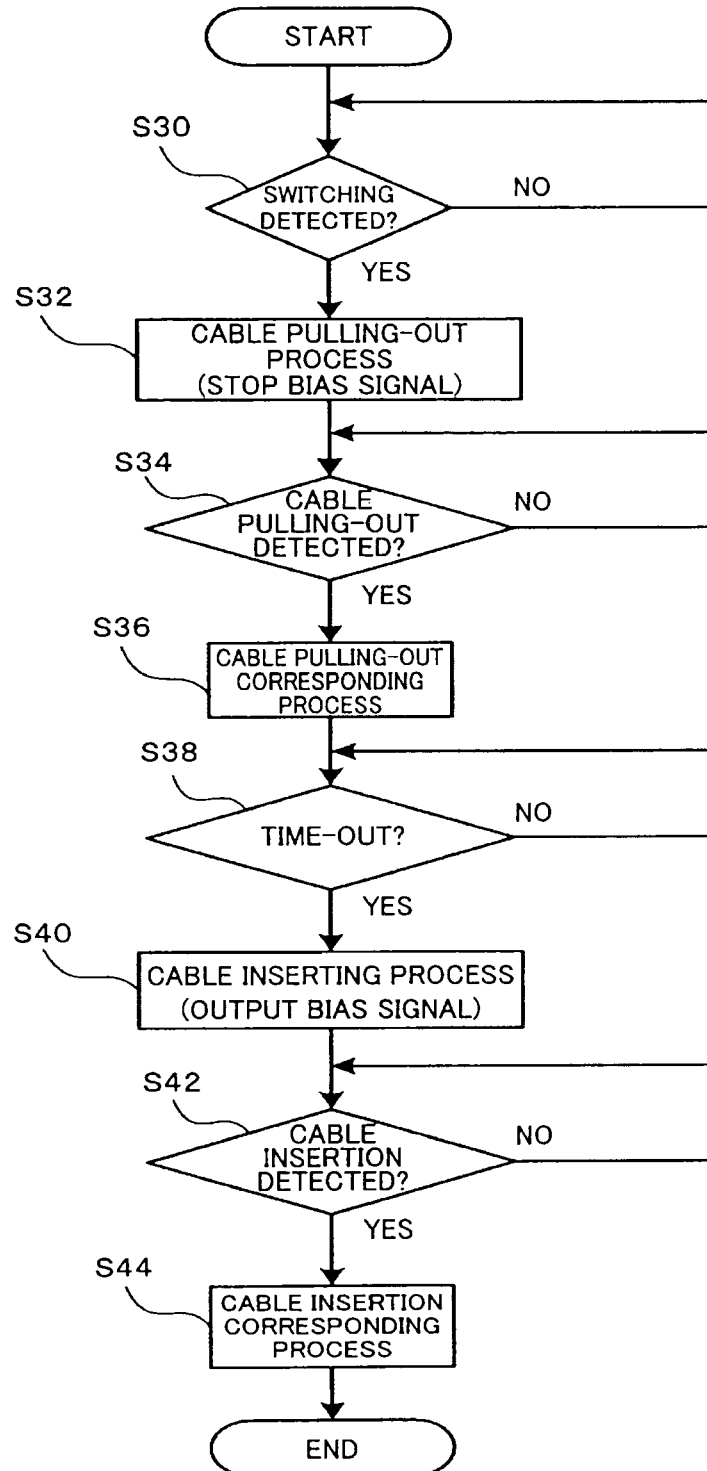 START
S30
SWITCHING
DETECTED?
NO
YES
S32
CABLE PULLING-OUT
PROCESS
(STOP BIAS SIGNAL)
S34
CABLE
PULLING-OUT
DETECTED?
NO
YES
S36
CABLE PULLING-OUT
CORRESPONDING
PROCESS
S38
TIME-OUT?
NO
YES
S40
CABLE INSERTING PROCESS
(OUTPUT BIAS SIGNAL)
S42
CABLE
INSERTION
DETECTED?
NO
YES
S44
CABLE INSERTION
CORRESPONDING
PROCESS
END